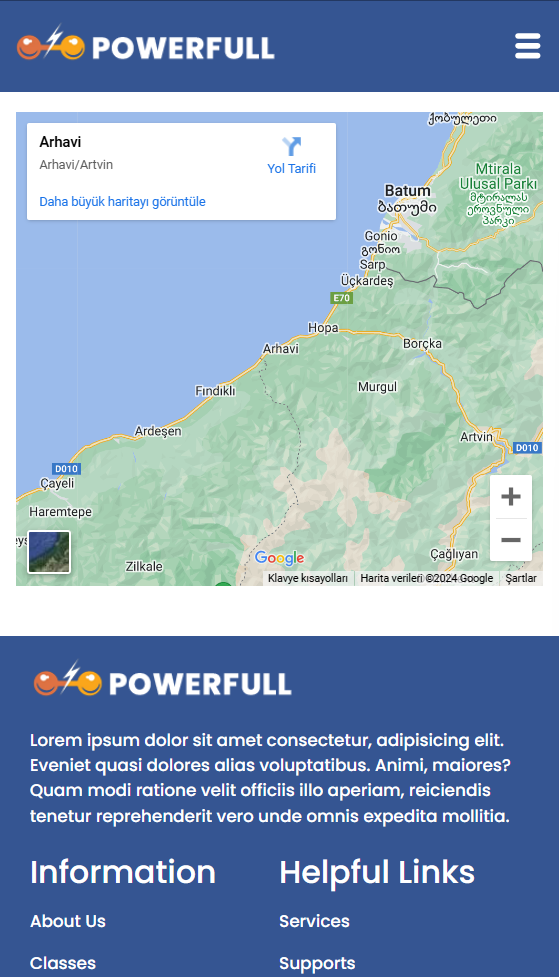 POWERFULL
Arhavi
Arhavi/Artvin
Yol Tarifi
Daha büyük haritayı görüntüle
ქობულეთი
Mtirala
Ulusal Parkı
მტირალას
ეროვნული
პარკი
Batum
ბათუმი
Gonio
გონიო
Sarp
Üçkardeş
E70
Hopa
Arhavi
Borçka
Fındıklı
Murgul
Ardeşen
Artvin
D010
D010
Çayeli
Haremtepe
Zilkale
Google
Çağlıyan
Klavye kısayolları
Harita verileri ©2024 Google
Şartlar
POWERFULL
Lorem ipsum dolor sit amet consectetur, adipisicing elit.
Eveniet quasi dolores alias voluptatibus. Animi, maiores?
Quam modi ratione velit officiis illo aperiam, reiciendis
tenetur reprehenderit vero unde omnis expedita mollitia.
Information
Helpful Links
About Us
Services
Classes
Supports